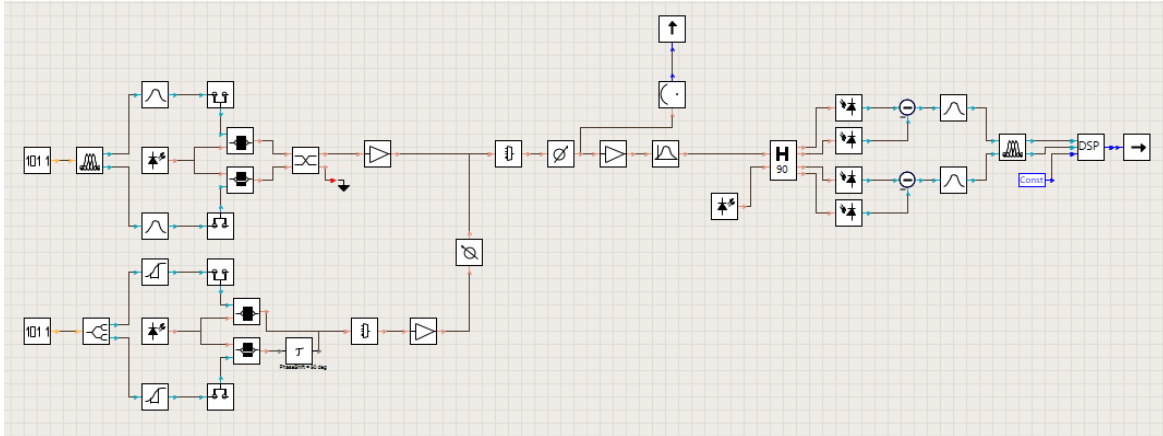 101 1
H
90
DSP
Const
101 1
τ
PhaseShift = 90 deg